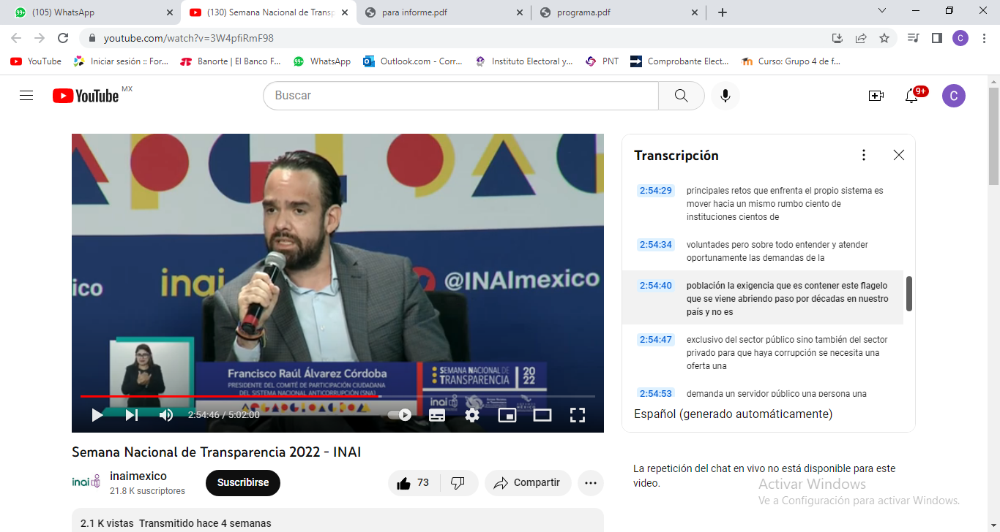 (105) WhatsApp
(130) Semana Nacional de Transp
para informe.pdf
programa.pdf
youtube.com/watch?v=3W4pfiRmF98
YouTube
Iniciar sesión :: For...
Banorte | El Banco F...
WhatsApp
Outlook.com - Corr...
Instituto Electoral y...
PNT
Comprobante Elect...
Curso: Grupo 4 de f...
YouTube MX
Buscar
9+
C
ico
inai
@INAImexico
Francisco Raúl Álvarez Córdoba
PRESIDENTE DEL COMITÉ DE PARTICIPACIÓN CIUDADANA
DEL SISTEMA NACIONAL ANTICORRUPCIÓN (SNA)
SEMANA NACIONAL DE
TRANSPARENCIA
2022
inai
2:54:46 / 5:02:00
Transcripción
2:54:29
principales retos que enfrenta el propio sistema es
mover hacia un mismo rumbo ciento de
instituciones cientos de
2:54:34
voluntades pero sobre todo entender y atender
oportunamente las demandas de la
2:54:40
población la exigencia que es contener este flagelo
que se viene abriendo paso por décadas en nuestro
país y no es
2:54:47
exclusivo del sector público sino también del sector
privado para que haya corrupción se necesita una
oferta una
2:54:53
demanda un servidor público una persona una
Español (generado automáticamente)
Semana Nacional de Transparencia 2022 - INAI
inai
inaimexico
21.8 K suscriptores
Suscribirse
73
Compartir
2.1 K vistas Transmitido hace 4 semanas
La repetición del chat en vivo no está disponible para este
video.
Activar Windows
Ve a Configuración para activar Windows.